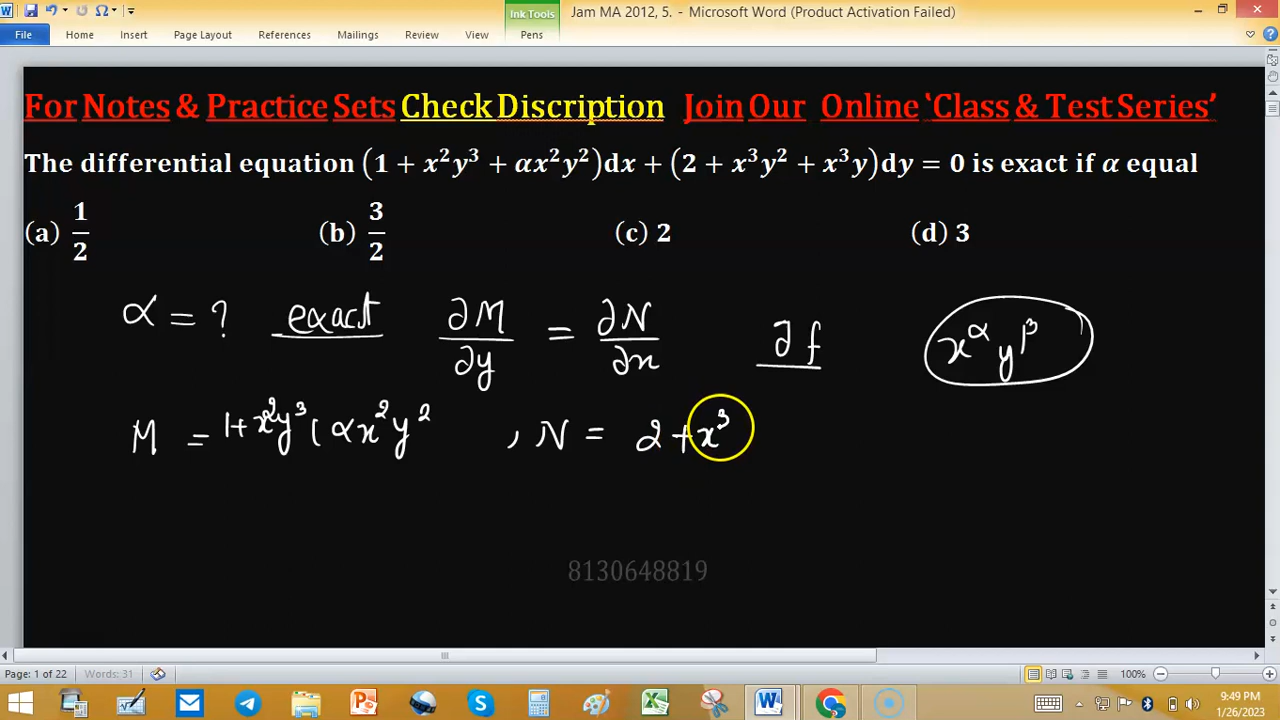 Jam MA 2012, 5. - Microsoft Word (Product Activation Failed)
Ink Tools
File Home Insert Page Layout References Mailings Review View Pens
For Notes & Practice Sets Check Discription Join Our Online ‘Class & Test Series’
The differential equation (1 + x²y³ + αx²y²)dx + (2 + x³y² + x³y)dy = 0 is exact if α equal
(a) 1/2 (b) 3/2 (c) 2 (d) 3
α = ? exact ∂M/∂y = ∂N/∂x ∂f x^α y^β
M = 1+x²y³( αx²y² , N = 2+x³
8130648819
Page: 1 of 22 Words: 31 100%
9:49 PM
1/26/2023